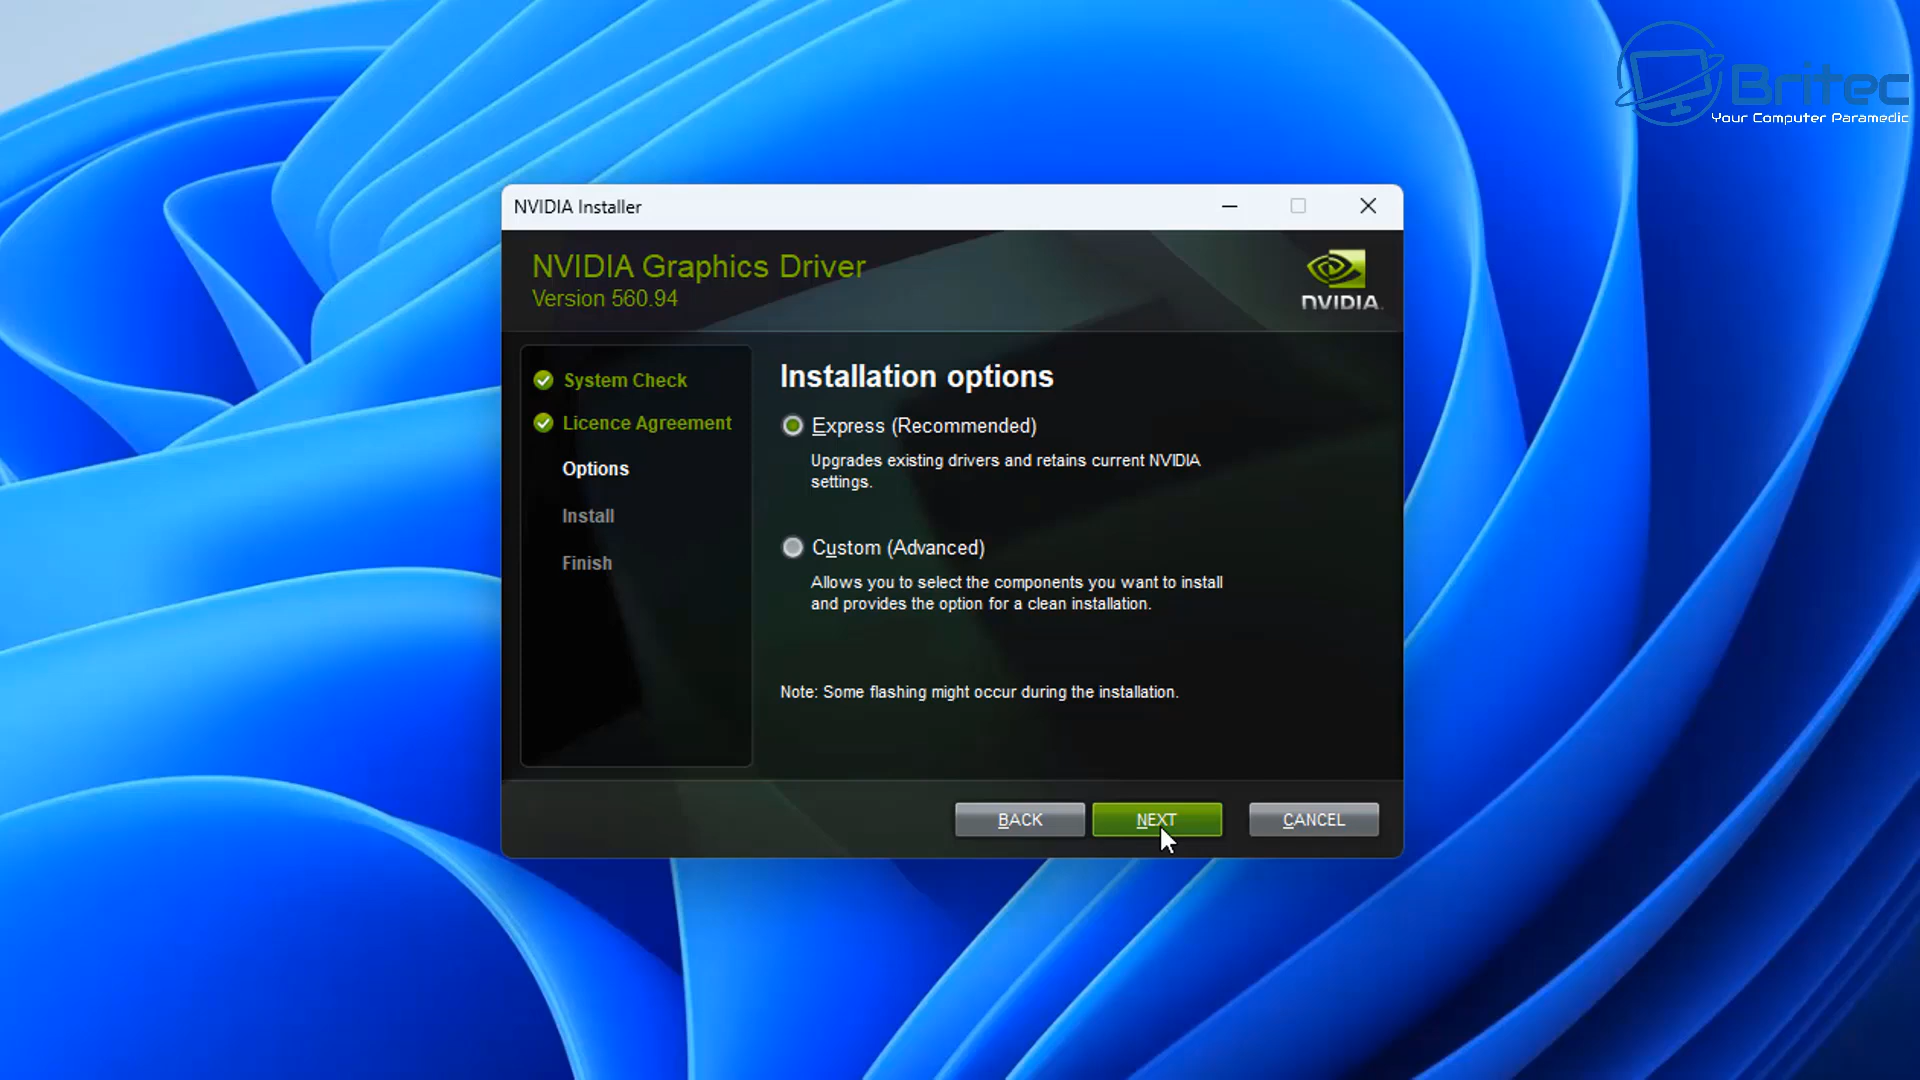 Britec
Your Computer Paramedic
NVIDIA Installer
NVIDIA Graphics Driver
Version 560.94
NVIDIA.
System Check
Licence Agreement
Options
Install
Finish
Installation options
Express (Recommended)
Upgrades existing drivers and retains current NVIDIA
settings.
Custom (Advanced)
Allows you to select the components you want to install
and provides the option for a clean installation.
Note: Some flashing might occur during the installation.
BACK
NEXT
CANCEL